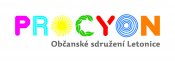 PROCYON
Občanské sdružení Letonice